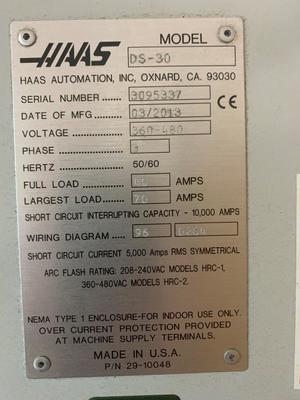 HAAS
MODEL
DS-30
HAAS AUTOMATION, INC, OXNARD, CA. 93030
SERIAL NUMBER 3095337
DATE OF MFG 03/2013
VOLTAGE 360-480
PHASE 3
HERTZ 50/60
FULL LOAD AMPS
LARGEST LOAD 70 AMPS
SHORT CIRCUIT INTERRUPTING CAPACITY - 10,000 AMPS
WIRING DIAGRAM 96
SHORT CIRCUIT CURRENT 5,000 Amps RMS SYMMETRICAL
ARC FLASH RATING: 208-240VAC MODELS HRC-1,
360-480VAC MODELS HRC-2.
NEMA TYPE 1 ENCLOSURE-FOR INDOOR USE ONLY.
OVER CURRENT PROTECTION PROVIDED
AT MACHINE SUPPLY TERMINALS.
MADE IN U.S.A.
P/N 29-10048